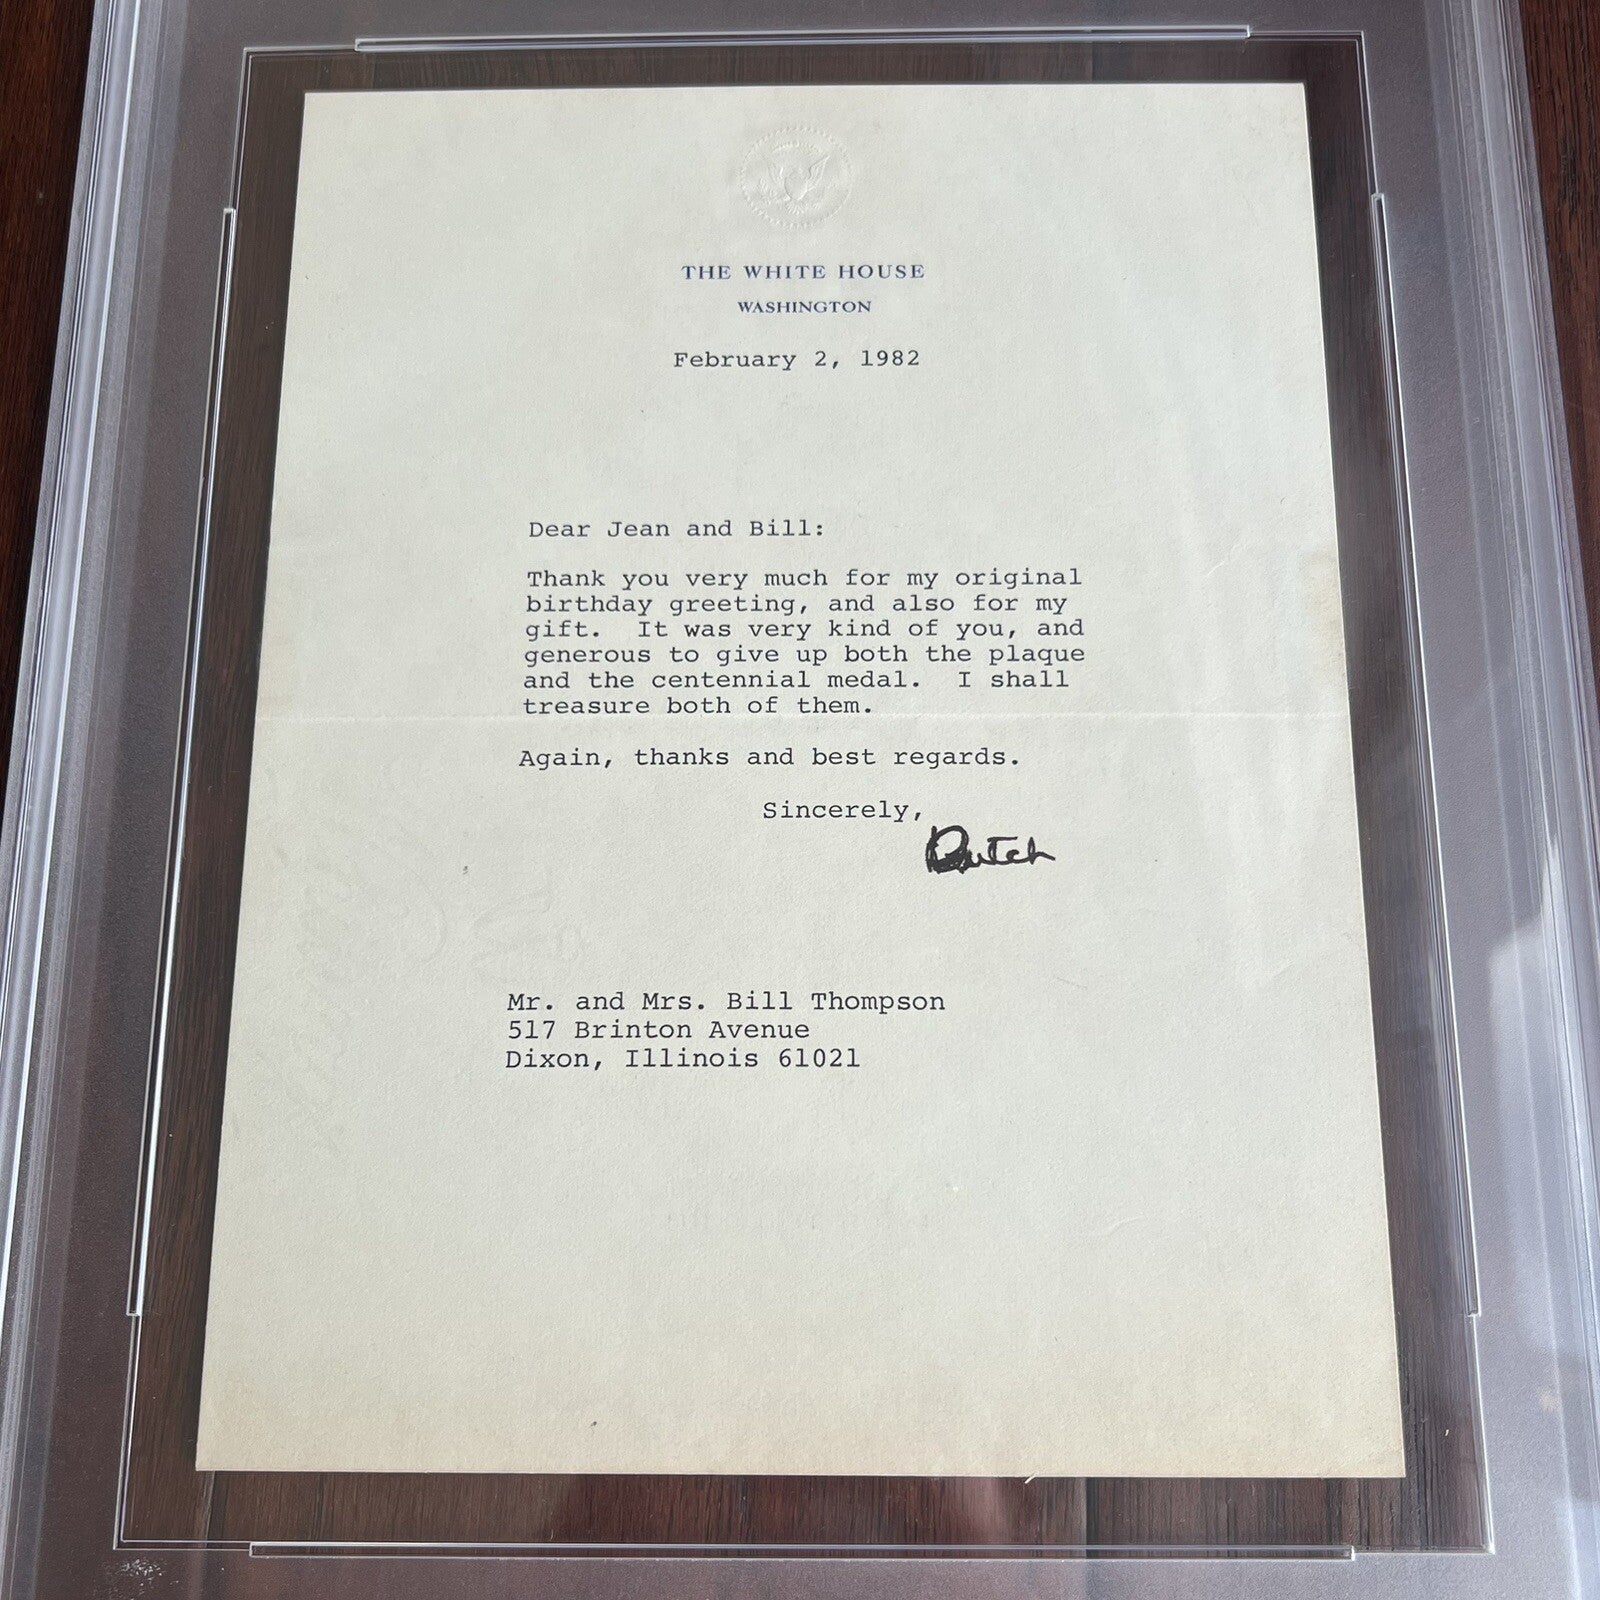 THE WHITE HOUSE
WASHINGTON
February 2, 1982
Dear Jean and Bill:
Thank you very much for my original
birthday greeting, and also for my
gift.  It was very kind of you, and
generous to give up both the plaque
and the centennial medal.  I shall
treasure both of them.
Again, thanks and best regards.
Sincerely,
Dutch
Mr. and Mrs. Bill Thompson
517 Brinton Avenue
Dixon, Illinois 61021